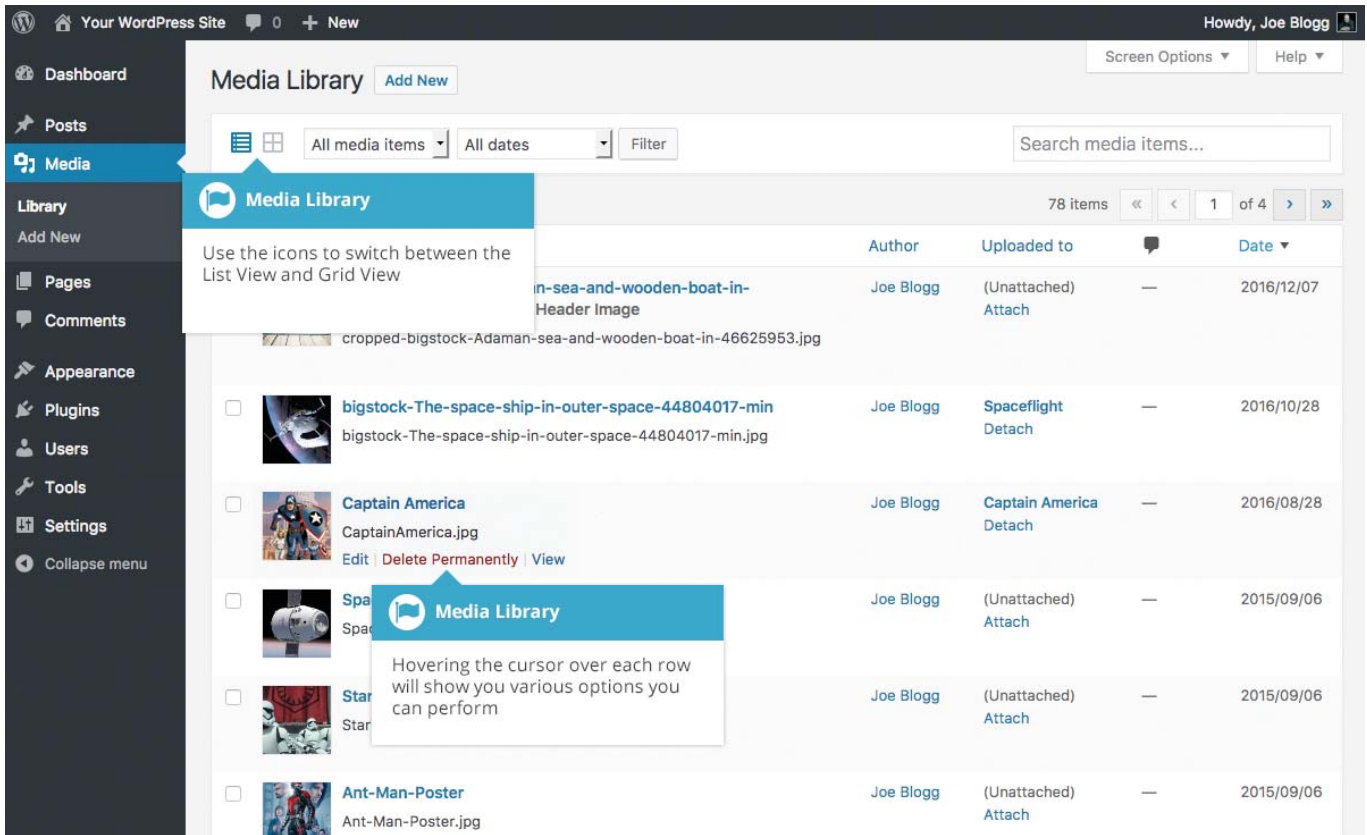 Your WordPress Site 0 + New Howdy, Joe Blogg
Screen Options ▼ Help ▼
Dashboard
Posts
Media
Library
Add New
Pages
Comments
Appearance
Plugins
Users
Tools
Settings
Collapse menu
Media Library Add New
All media items All dates Filter Search media items...
Media Library
Use the icons to switch between the
List View and Grid View
78 items « ‹ 1 of 4 › »
Author Uploaded to Date ▼
n-sea-and-wooden-boat-in- Joe Blogg (Unattached) — 2016/12/07
Header Image Attach
cropped-bigstock-Adaman-sea-and-wooden-boat-in-46625953.jpg
bigstock-The-space-ship-in-outer-space-44804017-min Joe Blogg Spaceflight — 2016/10/28
bigstock-The-space-ship-in-outer-space-44804017-min.jpg Detach
Captain America Joe Blogg Captain America — 2016/08/28
CaptainAmerica.jpg Detach
Edit | Delete Permanently | View
Media Library
Hovering the cursor over each row
will show you various options you
can perform
Spa Joe Blogg (Unattached) — 2015/09/06
Spa Attach
Star Joe Blogg (Unattached) — 2015/09/06
Star Attach
Ant-Man-Poster Joe Blogg (Unattached) — 2015/09/06
Ant-Man-Poster.jpg Attach